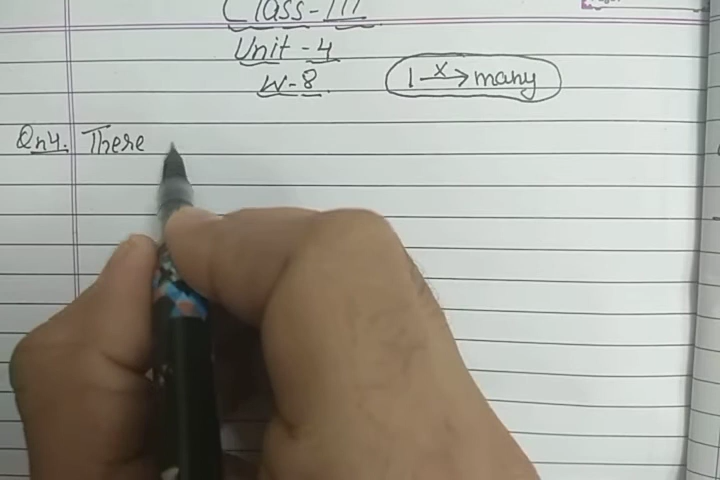 Class-III
Unit-4
W-8
1 x→ many
Qn4. There